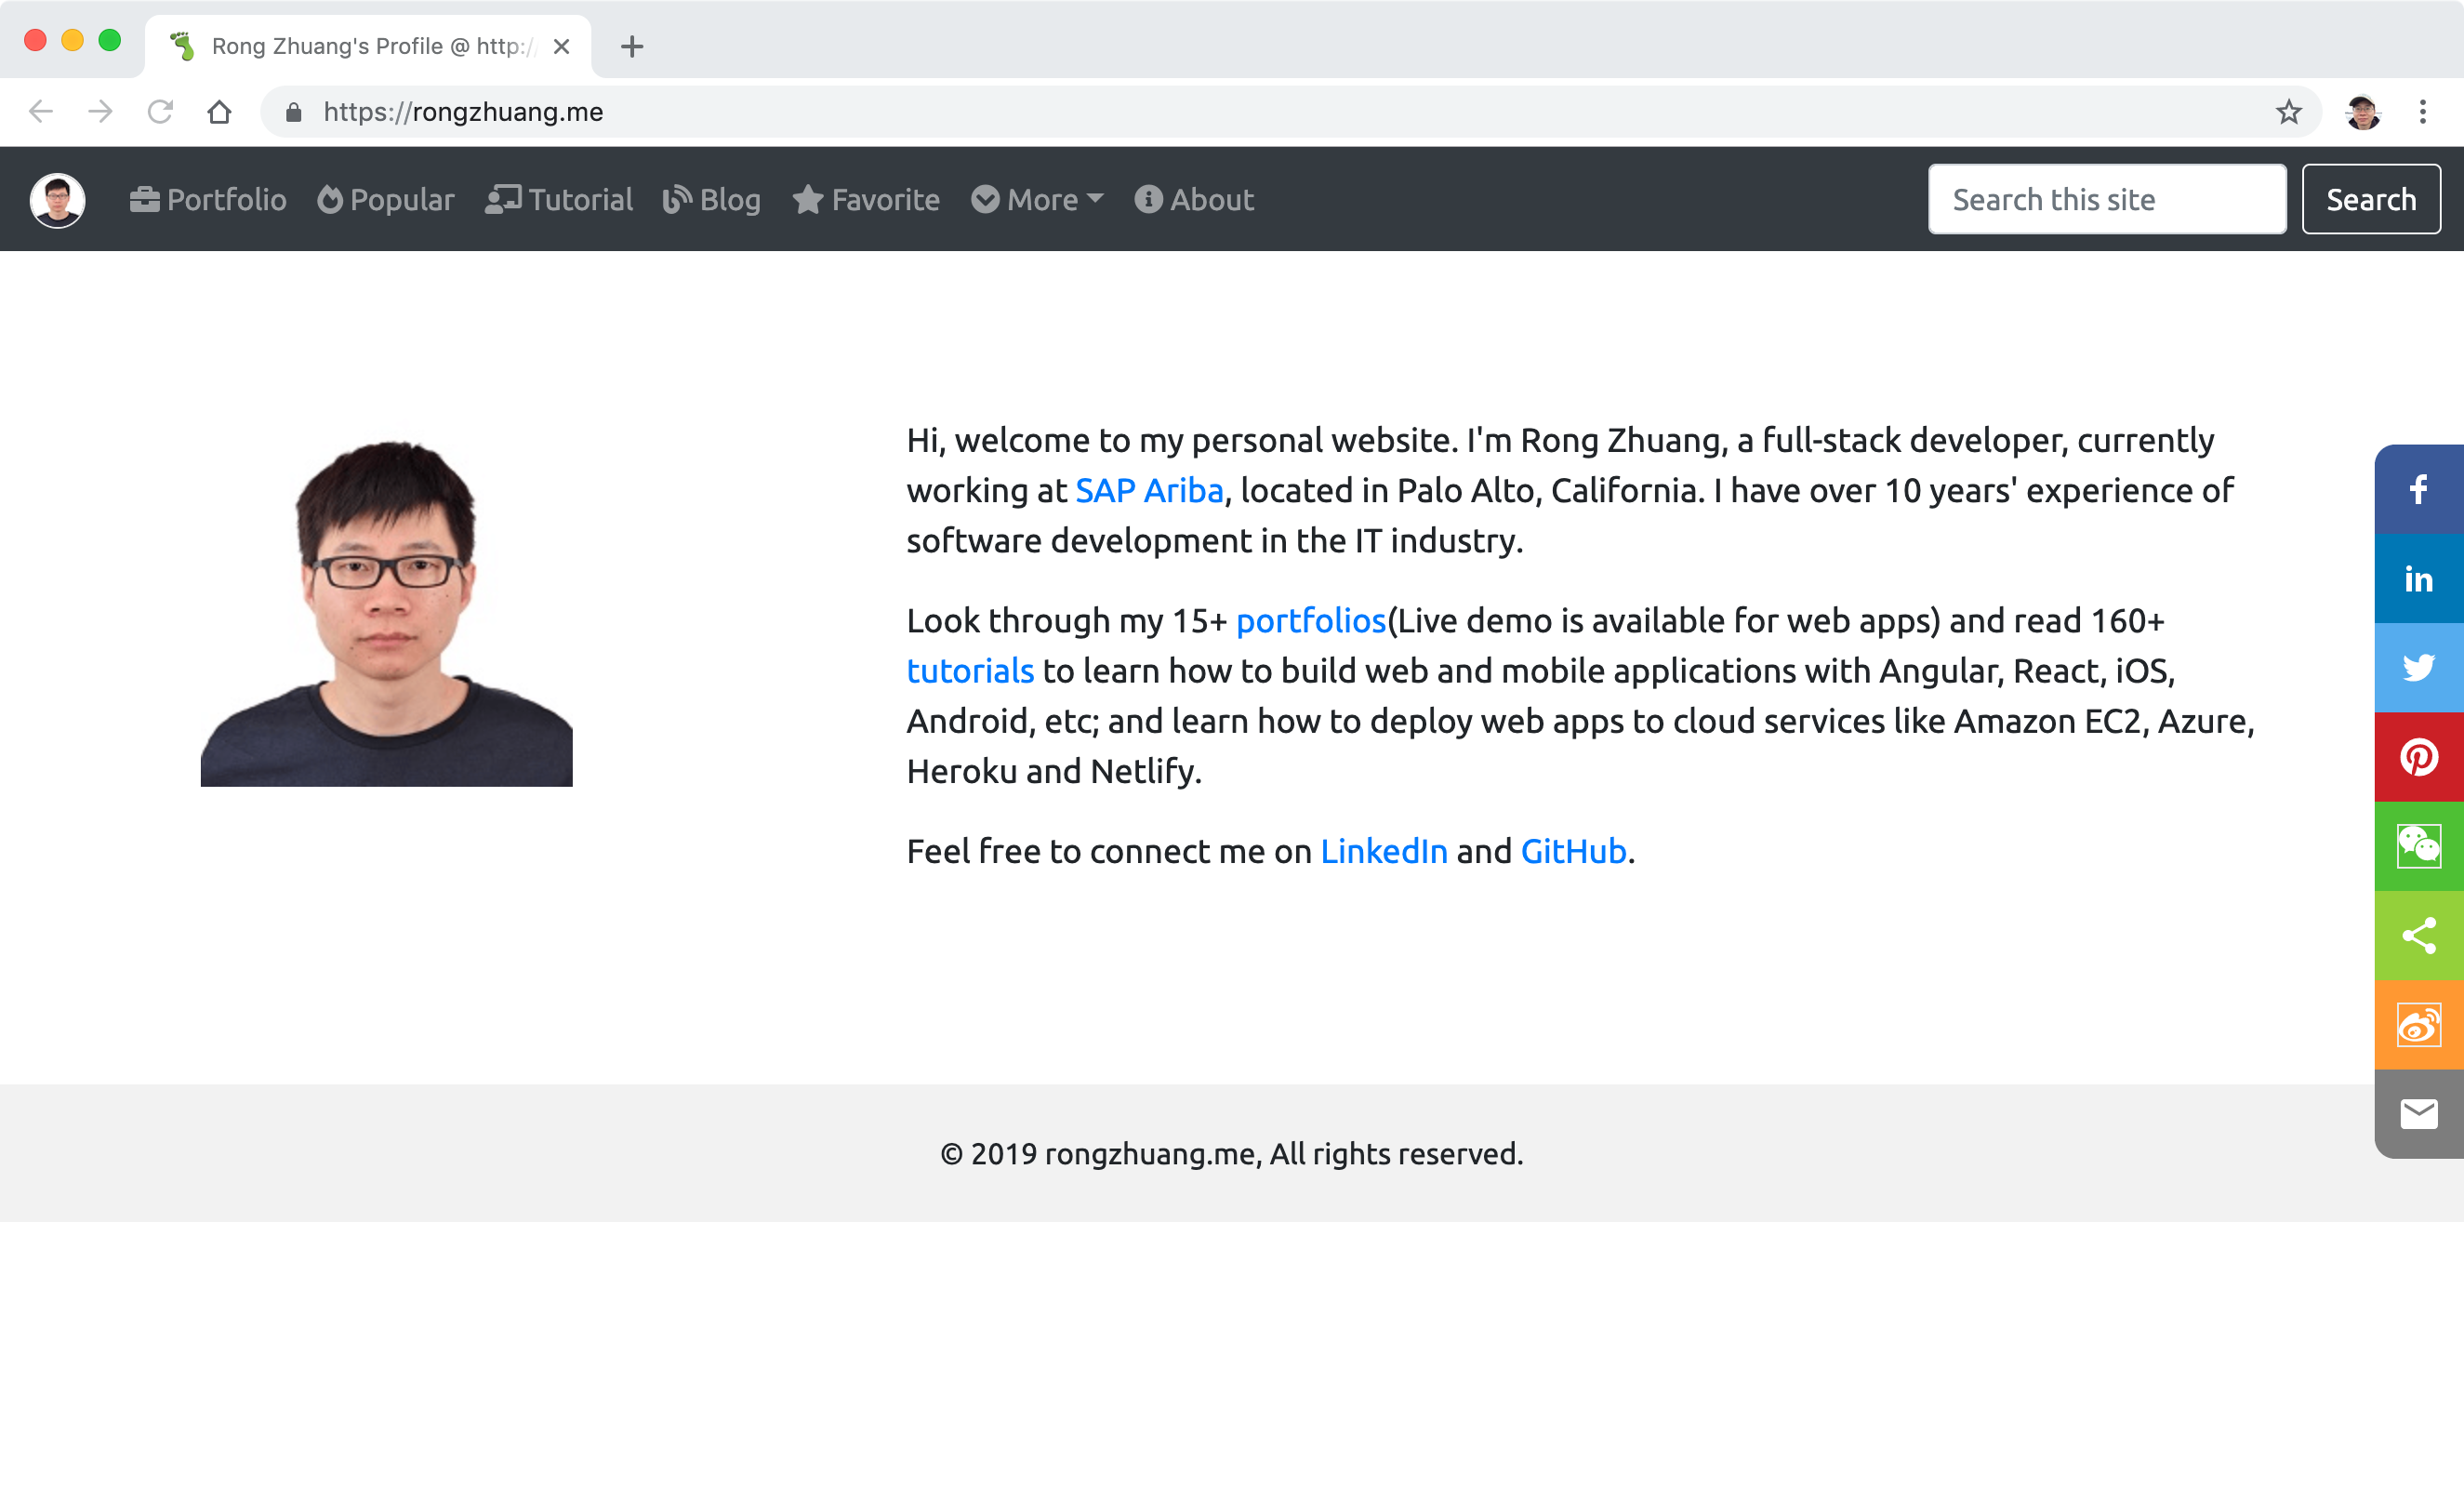 Rong Zhuang's Profile @ http:/
https://rongzhuang.me
Portfolio Popular Tutorial Blog Favorite More About Search this site Search
Hi, welcome to my personal website. I'm Rong Zhuang, a full-stack developer, currently
working at SAP Ariba, located in Palo Alto, California. I have over 10 years' experience of
software development in the IT industry.
Look through my 15+ portfolios(Live demo is available for web apps) and read 160+
tutorials to learn how to build web and mobile applications with Angular, React, iOS,
Android, etc; and learn how to deploy web apps to cloud services like Amazon EC2, Azure,
Heroku and Netlify.
Feel free to connect me on LinkedIn and GitHub.
© 2019 rongzhuang.me, All rights reserved.